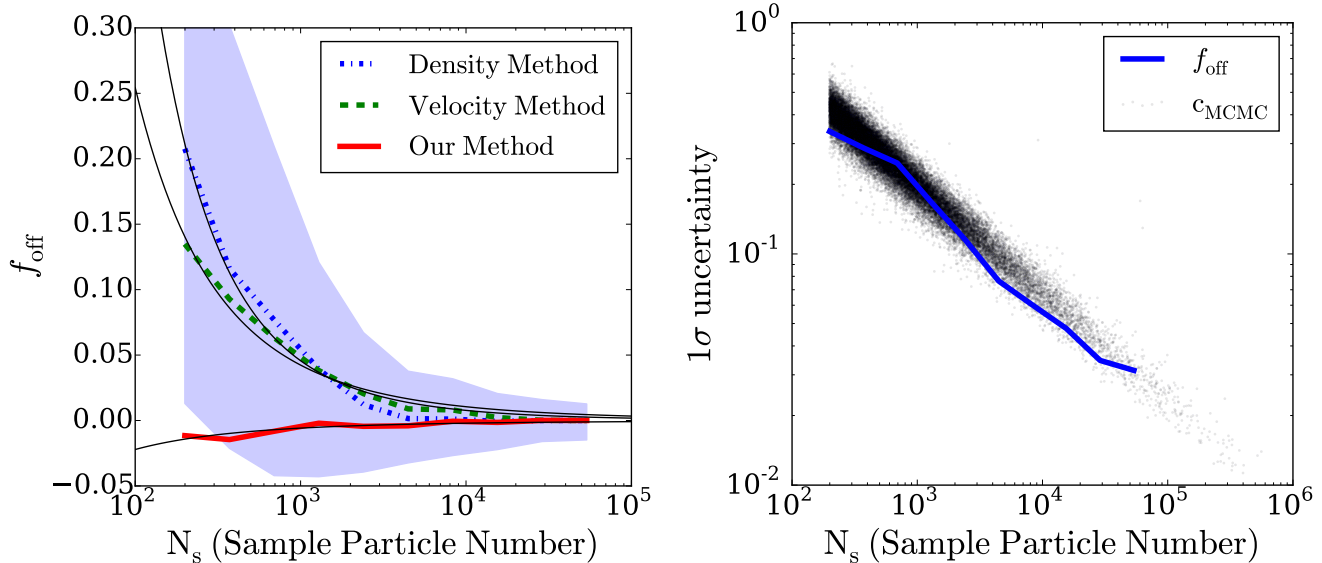 0.30
0.25
0.20
0.15
0.10
0.05
0.00
−0.05
f_off
Density Method
Velocity Method
Our Method
10^2 10^3 10^4 10^5
N_s (Sample Particle Number)
10^0
10^-1
10^-2
1σ uncertainty
f_off
c_MCMC
10^2 10^3 10^4 10^5 10^6
N_s (Sample Particle Number)